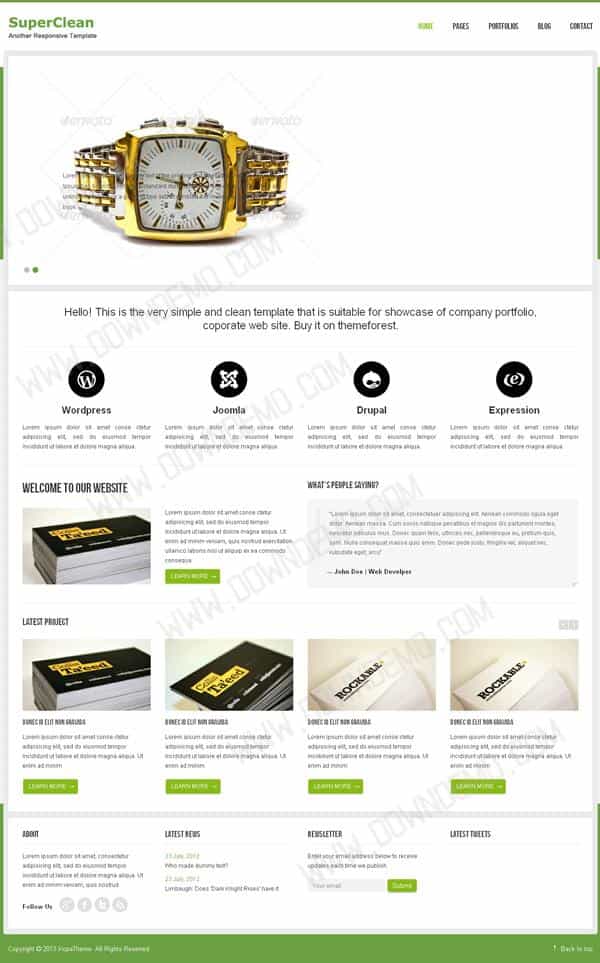 SuperClean
Another Responsive Template
HOME PAGES PORTFOLIOS BLOG CONTACT
envato
envato
WWW.DOWNDEMO.COM
Hello! This is the very simple and clean template that is suitable for showcase of company portfolio,
coporate web site. Buy it on themeforest.
Wordpress
Joomla
Drupal
Expression
Lorem ipsum dolor sit amet, conse ctetur
adipisicing elit, sed do eiusmod tempor
incididunt ut labore et dolore magna aliqua.
Lorem ipsum dolor sit amet, conse ctetur
adipisicing elit, sed do eiusmod tempor
incididunt ut labore et dolore magna aliqua.
Lorem ipsum dolor sit amet, conse ctetur
adipisicing elit, sed do eiusmod tempor
incididunt ut labore et dolore magna aliqua.
Lorem ipsum dolor sit amet, conse ctetur
adipisicing elit, sed do eiusmod tempor
incididunt ut labore et dolore magna aliqua.
WELCOME TO OUR WEBSITE
Collis
Ta'eed
Lorem ipsum dolor sit amet, consectetur
adipisicing elit, sed do eiusmod tempor
incididunt ut labore et dolore magna aliqua. Ut
enim ad minim veniam, quis nostrud exercitation
ullamco laboris nisi ut aliquip ex ea commodo
consequa
LEARN MORE →
WHAT'S PEOPLE SAYING?
"Lorem ipsum dolor sit amet, consectetuer adipiscing elit. Aenean commodo ligula eget
dolor. Aenean massa. Cum sociis natoque penatibus et magnis dis parturient montes,
nascetur ridiculus mus. Donec quam felis, ultricies nec, pellentesque eu, pretium quis,
sem. Nulla consequat massa quis enim. Donec pede justo, fringilla vel, aliquet nec,
vulputate eget, arcu"
— John Doe | Web Develper
LATEST PROJECT
Collis
Ta'eed
Collis
Ta'eed
ROCKABLE
ROCKABLE
DONEC ID ELIT NON GRAVIDA
Lorem ipsum dolor sit amet, consectetur
adipisicing elit, sed do eiusmod tempor
incididunt ut labore et dolore magna aliqua. Ut
enim ad minim
LEARN MORE →
DONEC ID ELIT NON GRAVIDA
Lorem ipsum dolor sit amet, consectetur
adipisicing elit, sed do eiusmod tempor
incididunt ut labore et dolore magna aliqua. Ut
enim ad minim
LEARN MORE →
DONEC ID ELIT NON GRAVIDA
Lorem ipsum dolor sit amet, consectetur
adipisicing elit, sed do eiusmod tempor
incididunt ut labore et dolore magna aliqua. Ut
enim ad minim
LEARN MORE →
DONEC ID ELIT NON GRAVIDA
Lorem ipsum dolor sit amet, consectetur
adipisicing elit, sed do eiusmod tempor
incididunt ut labore et dolore magna aliqua. Ut
enim ad minim
LEARN MORE →
ABOUT
Lorem ipsum dolor sit amet, consectetur
adipisicing elit, sed do eiusmod tempor
incididunt ut labore et dolore magna aliqua. Ut
enim ad minim veniam, quis nostrud
Follow Us
LATEST NEWS
23 July, 2012
Who made dummy text?
23 July, 2012
Limbaugh: Does 'Dark Knight Rises' have it
NEWSLETTER
Enter your email address below to receive
updates each time we publish.
Your email
Submit
LATEST TWEETS
Copyright © 2013 IropaTheme. All Rights Reserved
↑ Back to top